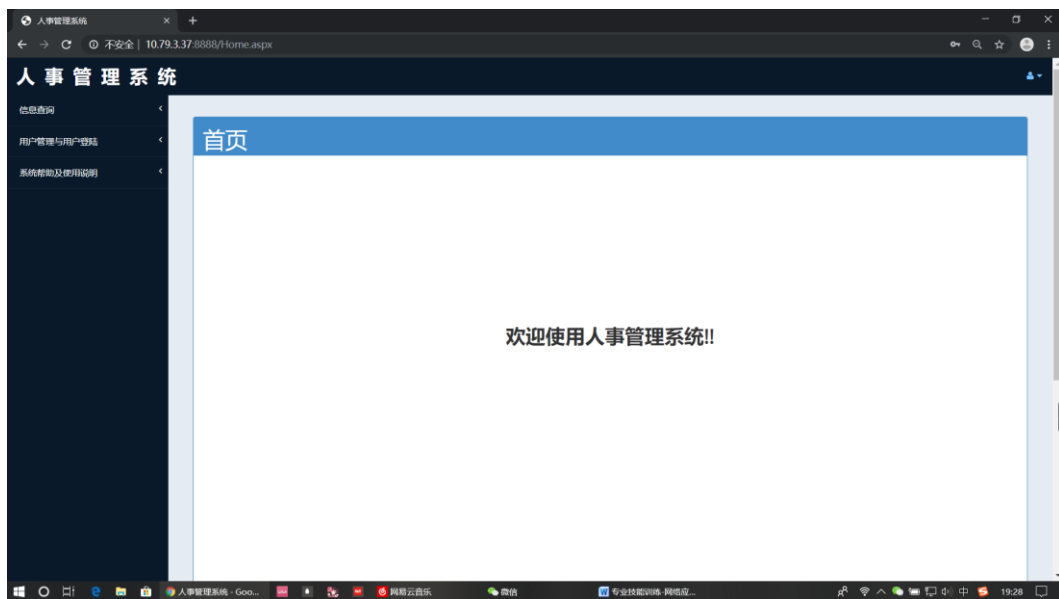 人事管理系统
不安全 | 10.79.3.37:8888/Home.aspx
人事管理系统
信息查询
用户管理与用户登陆
系统帮助及使用说明
首页
欢迎使用人事管理系统!!
人事管理系统 - Goo...
网易云音乐
微信
专业技能训练-网络应...
中
19:28